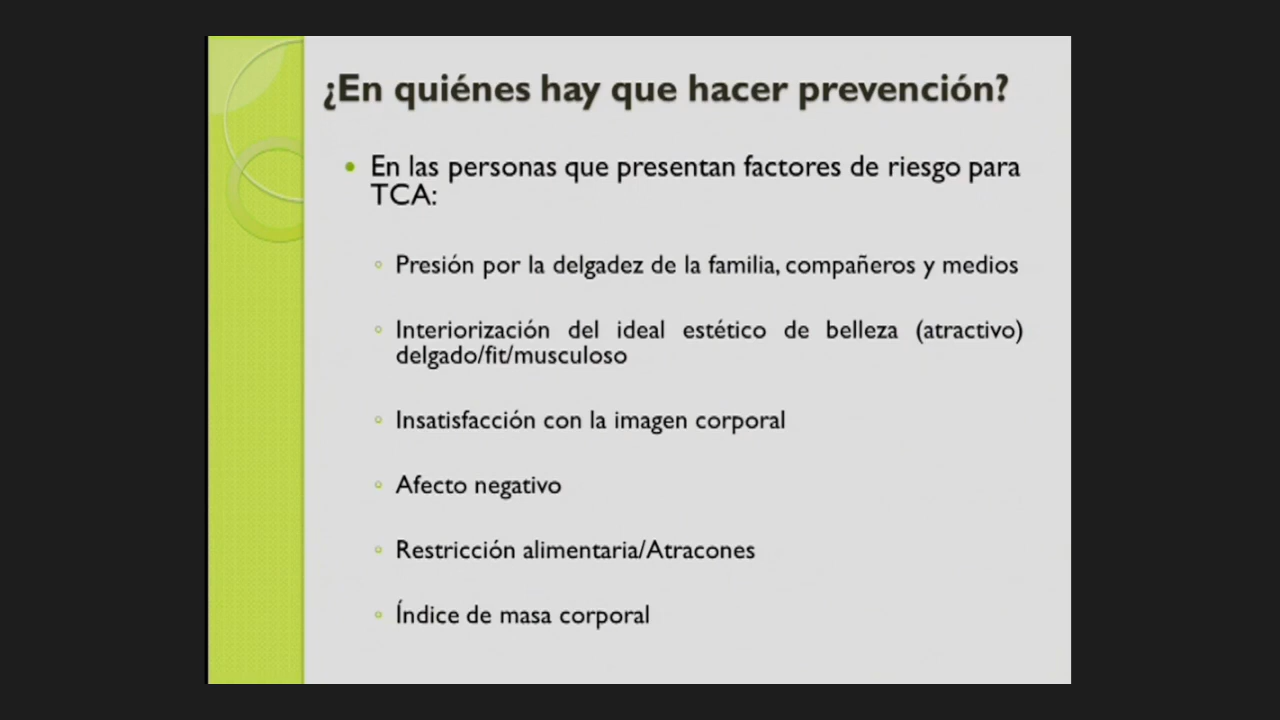 ¿En quiénes hay que hacer prevención?
En las personas que presentan factores de riesgo para
TCA:
Presión por la delgadez de la familia, compañeros y medios
Interiorización del ideal estético de belleza (atractivo)
delgado/fit/musculoso
Insatisfacción con la imagen corporal
Afecto negativo
Restricción alimentaria/Atracones
Índice de masa corporal